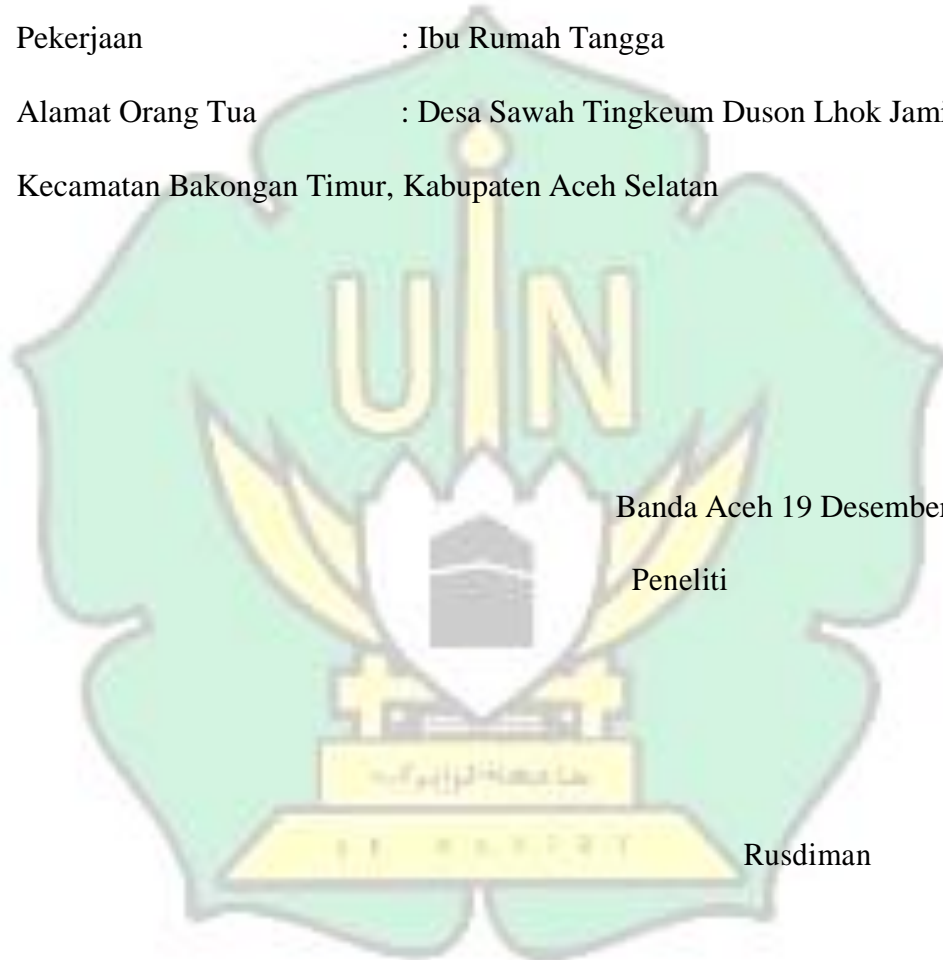 Pekerjaan : Ibu Rumah Tangga
Alamat Orang Tua : Desa Sawah Tingkeum Duson Lhok Jami
Kecamatan Bakongan Timur, Kabupaten Aceh Selatan
UIN
Banda Aceh 19 Desember
Peneliti
Rusdiman